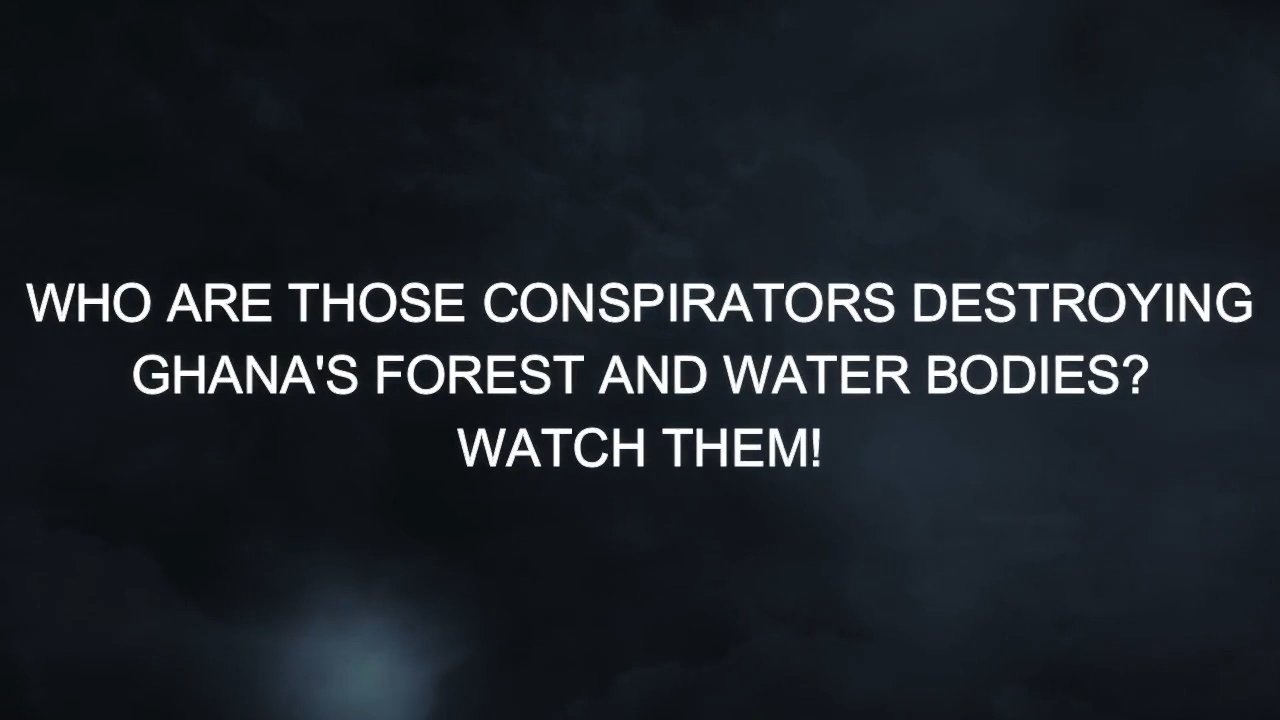 WHO ARE THOSE CONSPIRATORS DESTROYING
GHANA'S FOREST AND WATER BODIES?
WATCH THEM!